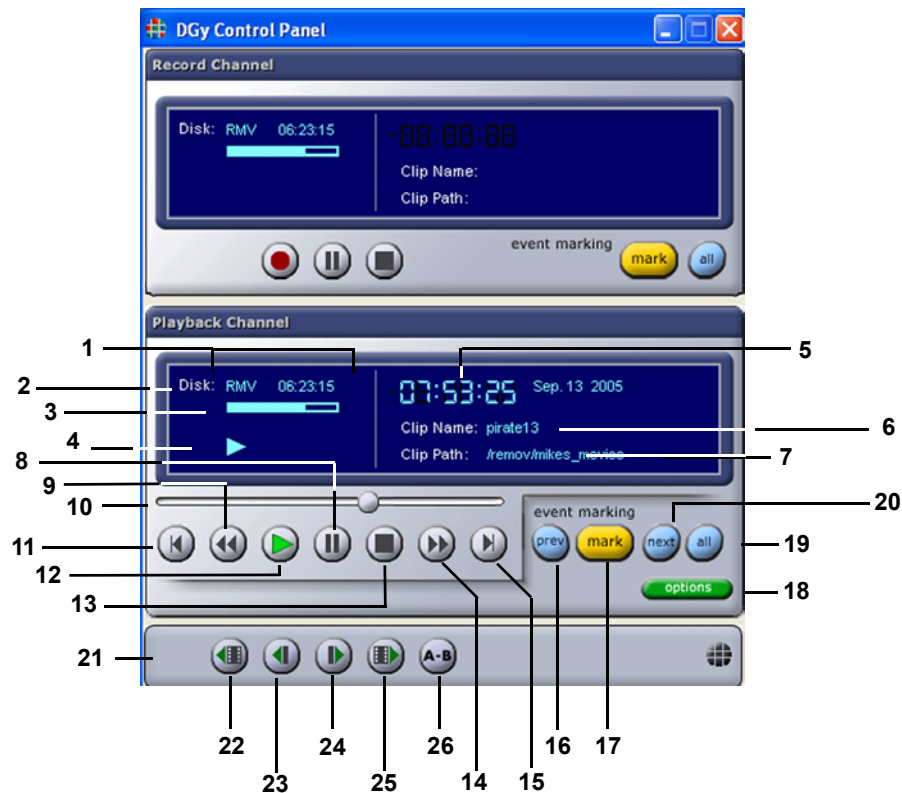 DGy Control Panel
Record Channel
Disk: RMV 06:23:15
-88:88:88
Clip Name:
Clip Path:
event marking
mark all
Playback Channel
1
5
2 Disk: RMV 06:23:15
07:53:25 Sep. 13 2005
3
Clip Name: pirate13 6
4
Clip Path: /remov/mikes_movies 7
8
9
20
10
event marking
11
prev mark next all 19
12
options 18
13
21
A-B
22 24 26 16 17
23 25 14 15